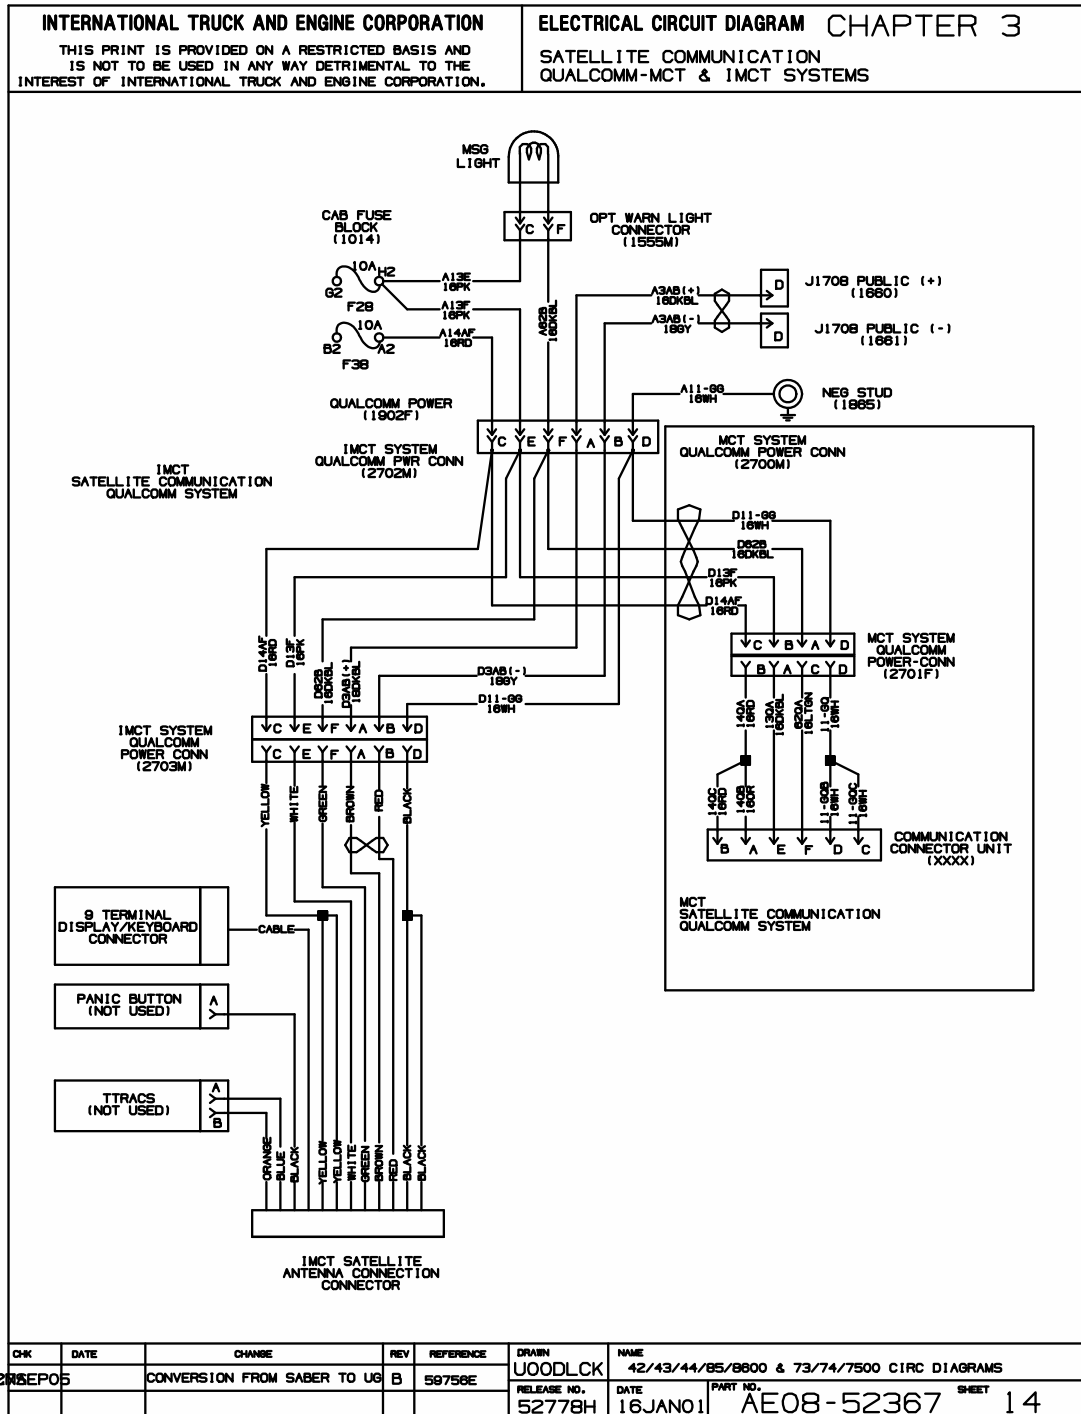 INTERNATIONAL TRUCK AND ENGINE CORPORATION
THIS PRINT IS PROVIDED ON A RESTRICTED BASIS AND
IS NOT TO BE USED IN ANY WAY DETRIMENTAL TO THE
INTEREST OF INTERNATIONAL TRUCK AND ENGINE CORPORATION.
ELECTRICAL CIRCUIT DIAGRAM CHAPTER 3
SATELLITE COMMUNICATION
QUALCOMM-MCT & IMCT SYSTEMS
MSG
LIGHT
CAB FUSE
BLOCK
(1014)
C F
OPT WARN LIGHT
CONNECTOR
(1555M)
10A H2
G2
F28
A13E
16PK
A13F
16PK
10A
B2 A2
F38
A14AF
16RD
A62B
16DKBL
A3AB(+)
18DKBL
A3AB(-)
18GY
D
J1708 PUBLIC (+)
(1660)
D
J1708 PUBLIC (-)
(1661)
A11-GG
16WH
NEG STUD
(1865)
QUALCOMM POWER
(1902F)
IMCT SYSTEM
QUALCOMM PWR CONN
(2702M)
C E F A B D
MCT SYSTEM
QUALCOMM POWER CONN
(2700M)
IMCT
SATELLITE COMMUNICATION
QUALCOMM SYSTEM
D11-GG
16WH
D62B
16DKBL
D13F
16PK
D14AF
16RD
C B A D
B A C D
MCT SYSTEM
QUALCOMM
POWER-CONN
(2701F)
D14AF
16RD
D13F
16PK
D62B
16DKBL
D3AB(+)
18DKBL
D3AB(-)
18GY
D11-GG
16WH
IMCT SYSTEM
QUALCOMM
POWER CONN
(2703M)
C E F A B D
C E F A B D
14QA
16RD
13QA
16DKBL
62QA
16LTGN
11-GQ
16WH
14QC
16RD
14QB
16OR
11-GQB
16WH
11-GQC
16WH
B A E F D C
COMMUNICATION
CONNECTOR UNIT
(XXXX)
MCT
SATELLITE COMMUNICATION
QUALCOMM SYSTEM
YELLOW
WHITE
GREEN
BROWN
RED
BLACK
9 TERMINAL
DISPLAY/KEYBOARD
CONNECTOR
CABLE
PANIC BUTTON
(NOT USED)
A
TTRACS
(NOT USED)
A
B
ORANGE
BLUE
BLACK
YELLOW
YELLOW
WHITE
GREEN
BROWN
RED
BLACK
BLACK
IMCT SATELLITE
ANTENNA CONNECTION
CONNECTOR
CHK DATE CHANGE REV REFERENCE
CONVERSION FROM SABER TO UG B 59756E
DRAWN
UOODLCK
NAME
42/43/44/85/8600 & 73/74/7500 CIRC DIAGRAMS
RELEASE NO.
52778H
DATE
16JAN01
PART NO.
AE08-52367
SHEET 14